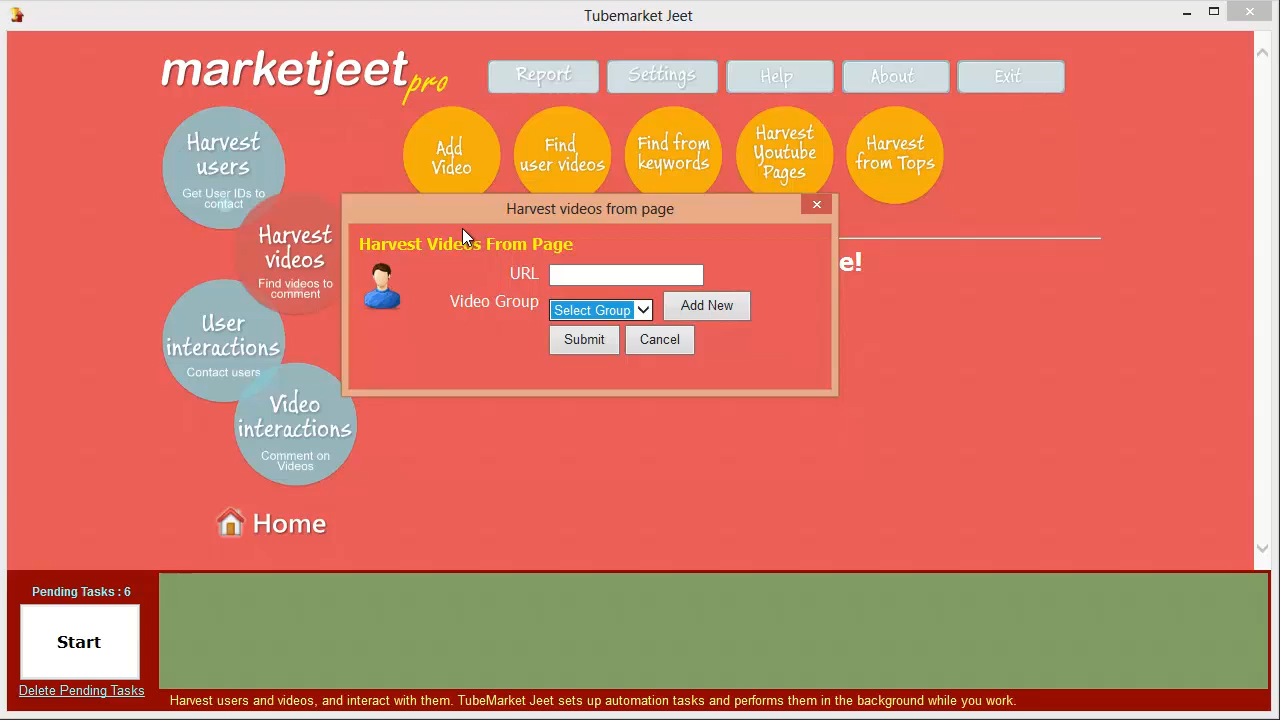 Tubemarket Jeet
marketjeet pro
Report
Settings
Help
About
Exit
Harvest
users
Get User IDs to
contact
Harvest
videos
Find videos to
comment
User
interactions
Contact users
Video
interactions
Comment on
Videos
Home
Add
Video
Find
user videos
Find from
keywords
Harvest
Youtube
Pages
Harvest
from Tops
e!
Harvest videos from page
Harvest Videos From Page
URL
Video Group
Select Group
Add New
Submit
Cancel
Pending Tasks : 6
Start
Delete Pending Tasks
Harvest users and videos, and interact with them. TubeMarket Jeet sets up automation tasks and performs them in the background while you work.